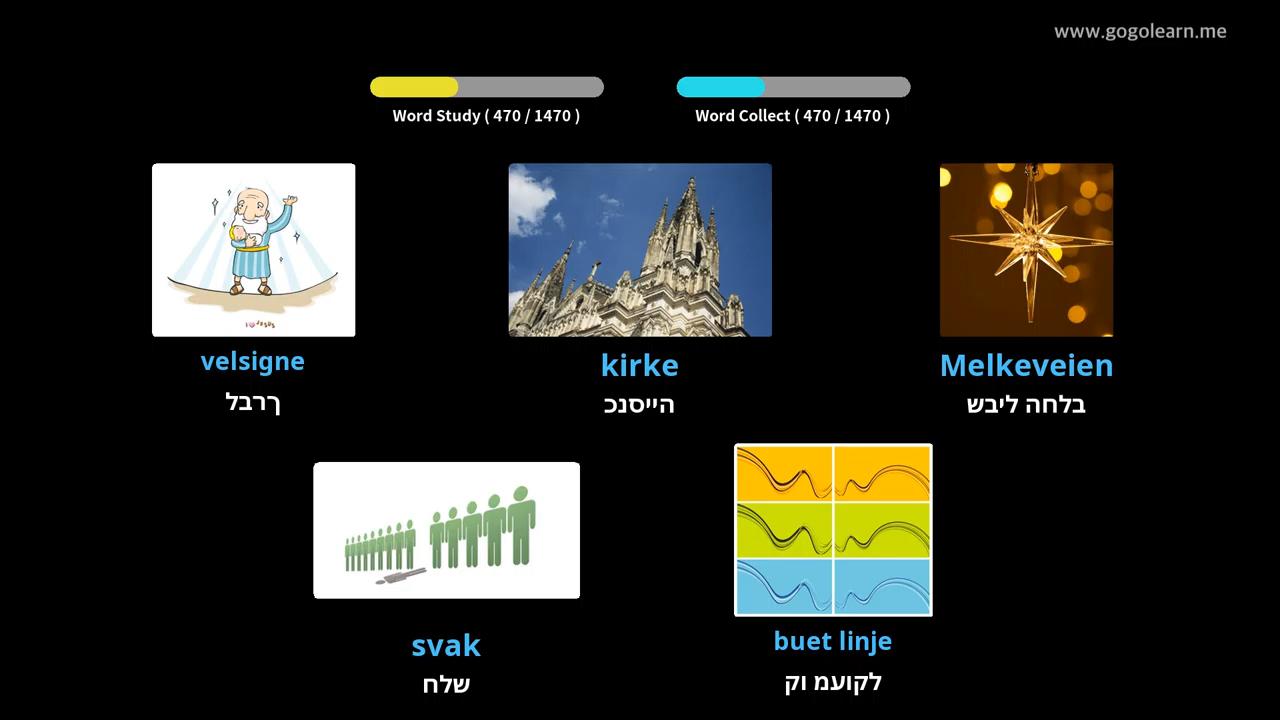 www.gogolearn.me
Word Study ( 470 / 1470 )
Word Collect ( 470 / 1470 )
velsigne
לברך
kirke
כנסייה
Melkeveien
שביל החלב
svak
חלש
buet linje
קו מעוקל